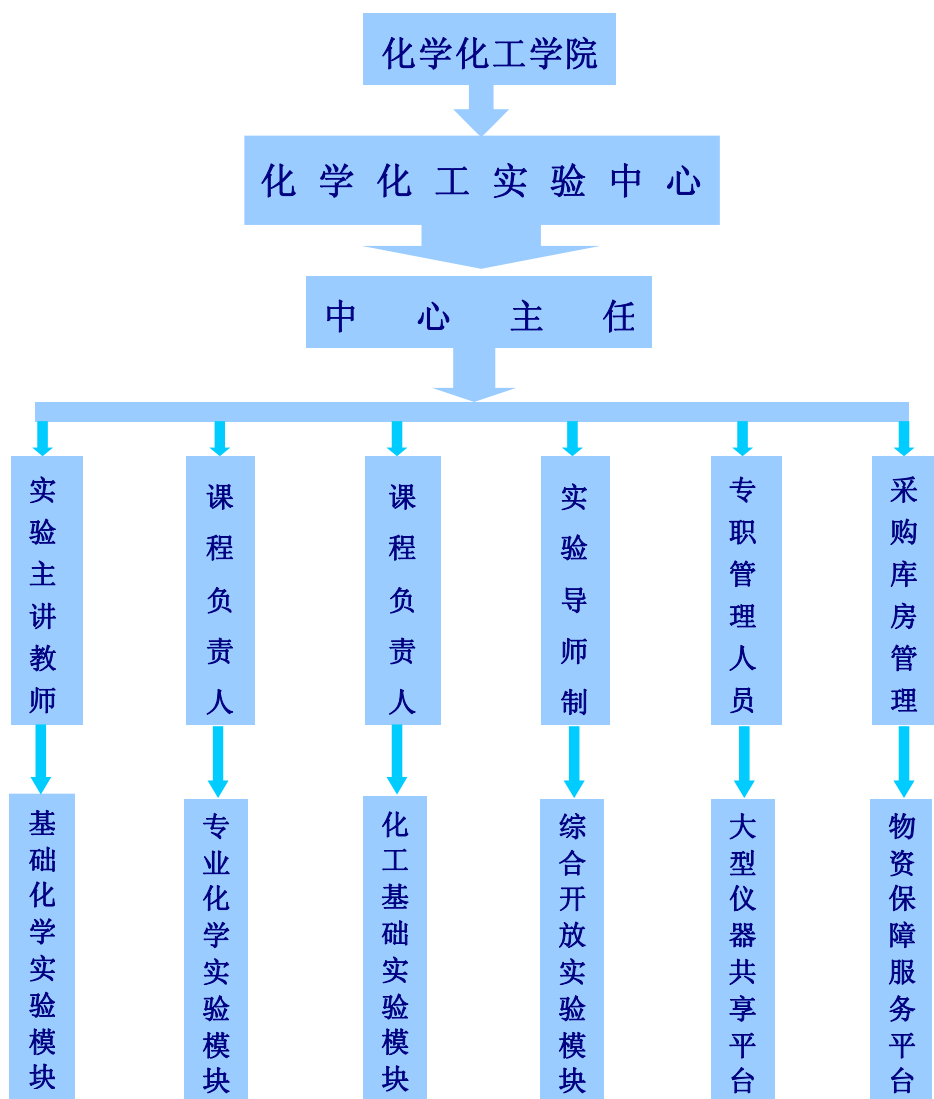 化学化工学院
化学化工实验中心
中心主任
实验主讲教师
课程负责人
课程负责人
实验导师制
专职管理人员
采购库房管理
基础化学实验模块
专业化学实验模块
化工基础实验模块
综合开放实验模块
大型仪器共享平台
物资保障服务平台